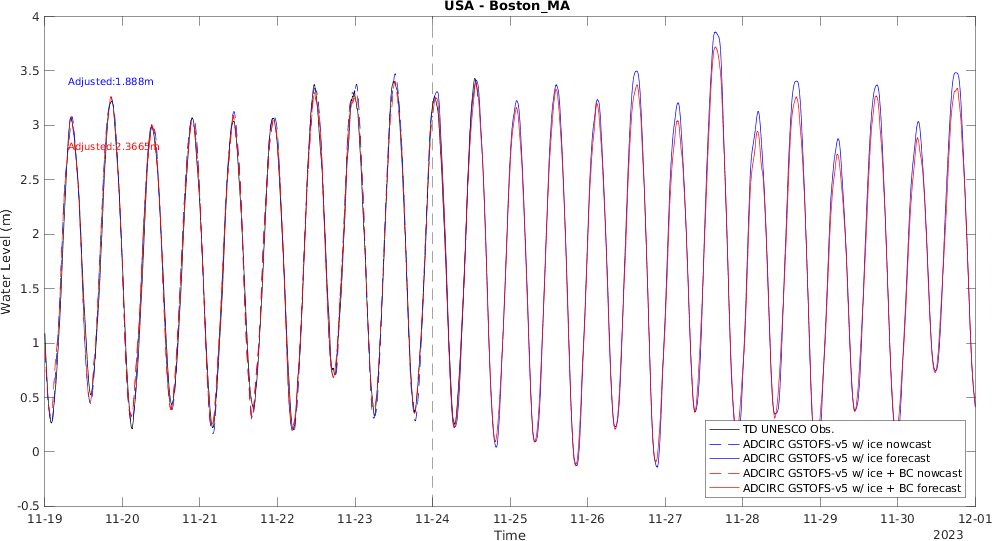 USA - Boston_MA
4
3.5
3
2.5
2
1.5
1
0.5
0
-0.5
Water Level (m)
Adjusted:1.888m
Adjusted:2.3665m
TD UNESCO Obs.
ADCIRC GSTOFS-v5 w/ ice nowcast
ADCIRC GSTOFS-v5 w/ ice forecast
ADCIRC GSTOFS-v5 w/ ice + BC nowcast
ADCIRC GSTOFS-v5 w/ ice + BC forecast
11-19 11-20 11-21 11-22 11-23 11-24 11-25 11-26 11-27 11-28 11-29 11-30 12-01
Time
2023